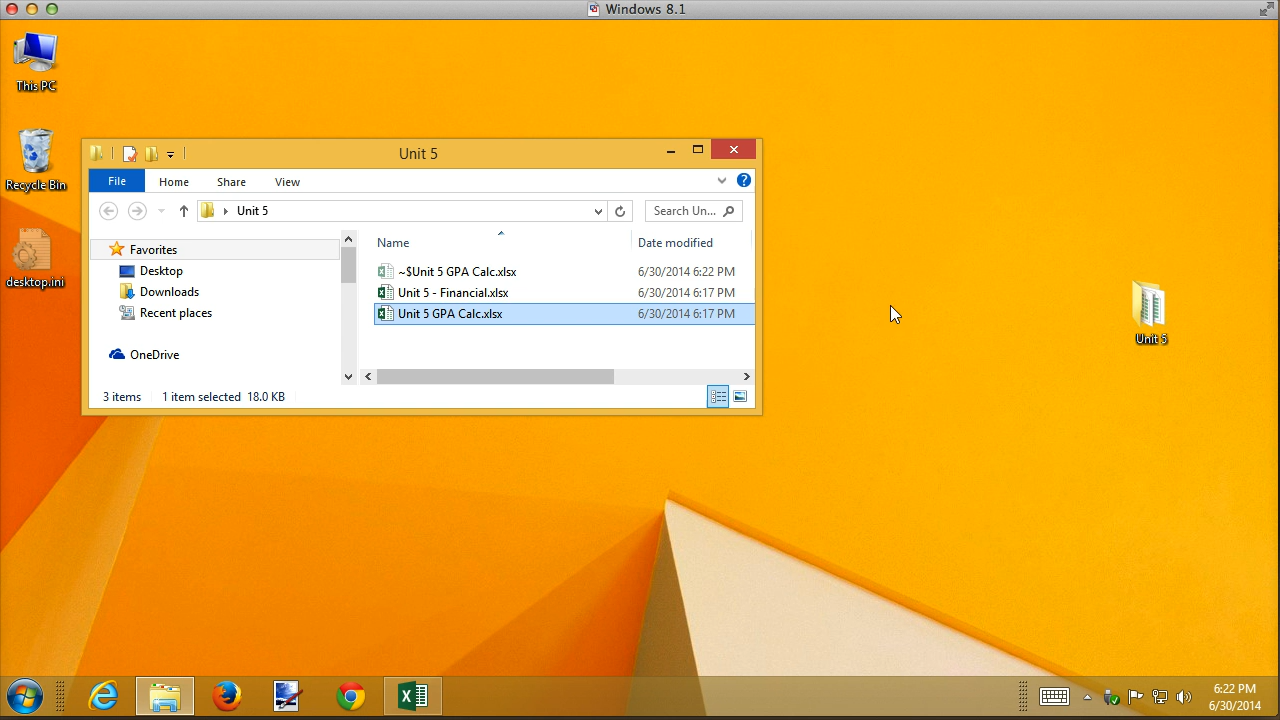 Windows 8.1
This PC
Recycle Bin
desktop.ini
Unit 5
File Home Share View
Unit 5
Search Un...
Favorites
Desktop
Downloads
Recent places
OneDrive
Name Date modified
~$Unit 5 GPA Calc.xlsx 6/30/2014 6:22 PM
Unit 5 - Financial.xlsx 6/30/2014 6:17 PM
Unit 5 GPA Calc.xlsx 6/30/2014 6:17 PM
3 items 1 item selected 18.0 KB
Unit 5
6:22 PM
6/30/2014